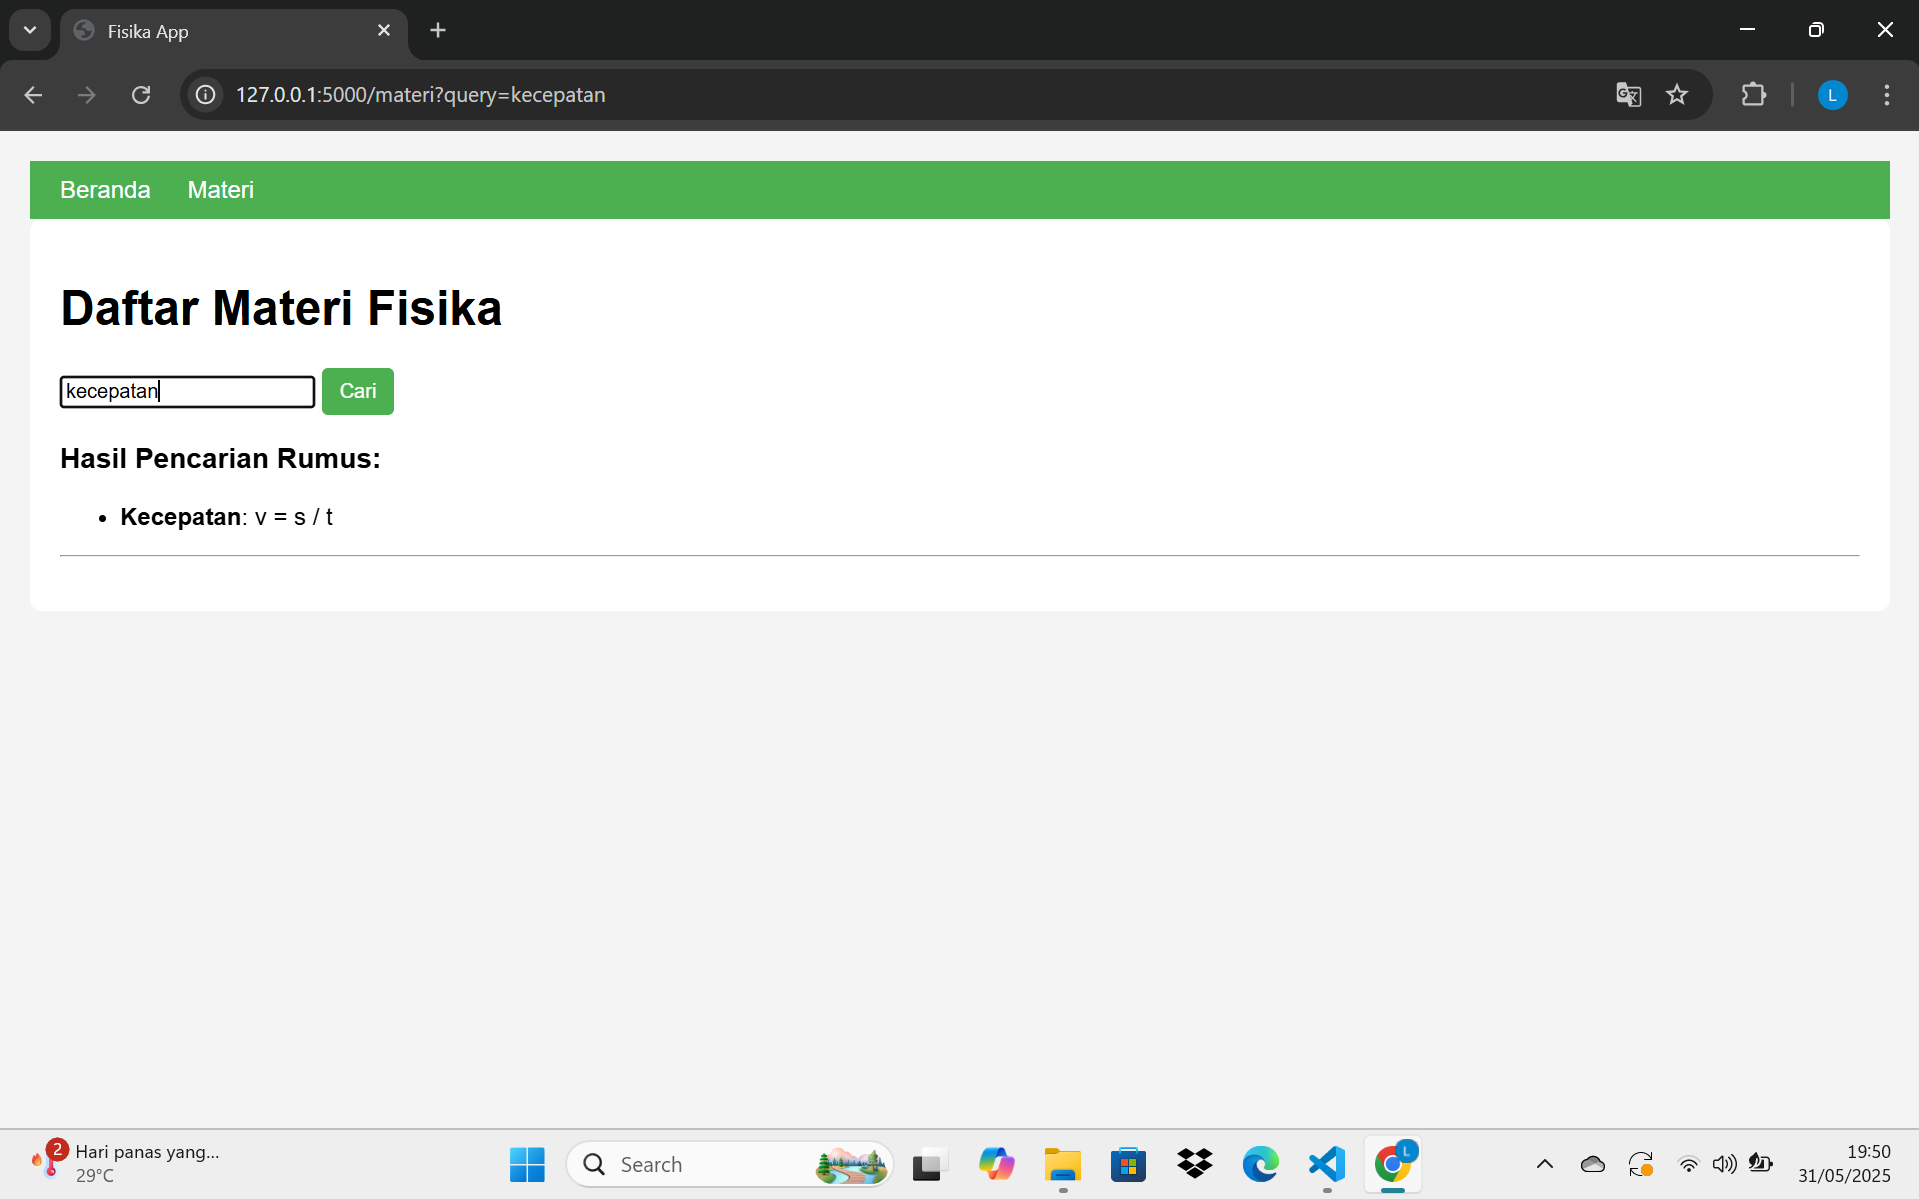 Fisika App
127.0.0.1:5000/materi?query=kecepatan
L
Beranda Materi
Daftar Materi Fisika
kecepatan Cari
Hasil Pencarian Rumus:
• Kecepatan: v = s / t
2 Hari panas yang...
29°C
Search
L
19:50
31/05/2025